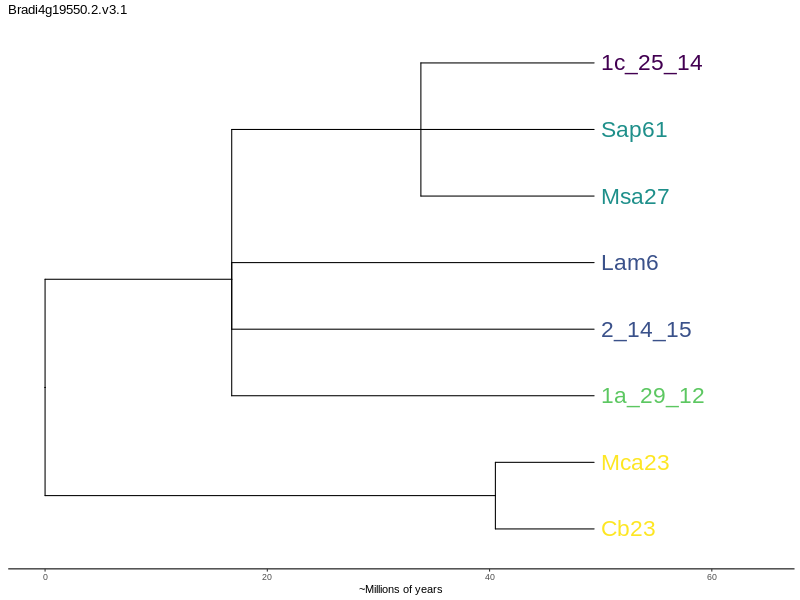 Bradi4g19550.2.v3.1
1c_25_14
Sap61
Msa27
Lam6
2_14_15
1a_29_12
Mca23
Cb23
0 20 40 60
~Millions of years